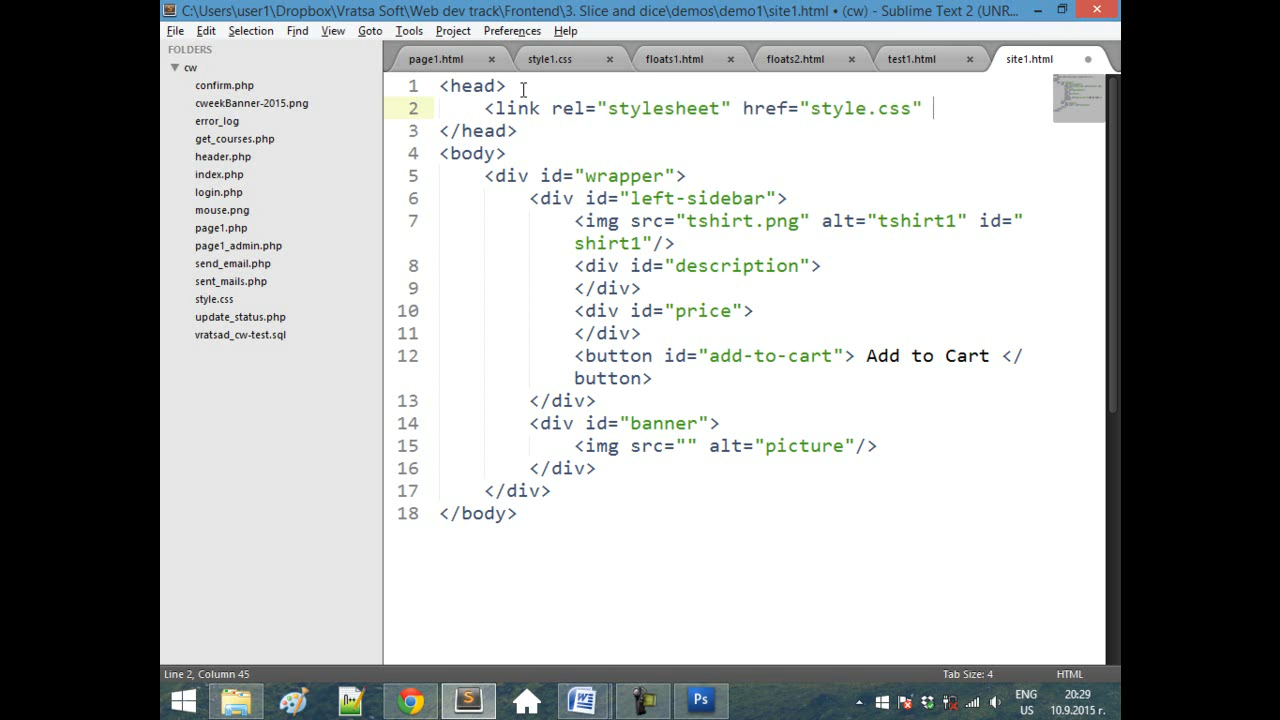 C:\Users\user1\Dropbox\Vratsa Soft\Web dev track\Frontend\3. Slice and dice\demos\demo1\site1.html • (cw) - Sublime Text 2 (UNR...
File Edit Selection Find View Goto Tools Project Preferences Help
FOLDERS
cw
confirm.php
cweekBanner-2015.png
error_log
get_courses.php
header.php
index.php
login.php
mouse.png
page1.php
page1_admin.php
send_email.php
sent_mails.php
style.css
update_status.php
vratsad_cw-test.sql
page1.html style1.css floats1.html floats2.html test1.html site1.html
1 <head>
2 <link rel="stylesheet" href="style.css"
3 </head>
4 <body>
5 <div id="wrapper">
6 <div id="left-sidebar">
7 <img src="tshirt.png" alt="tshirt1" id="
shirt1"/>
8 <div id="description">
9 </div>
10 <div id="price">
11 </div>
12 <button id="add-to-cart"> Add to Cart </
button>
13 </div>
14 <div id="banner">
15 <img src="" alt="picture"/>
16 </div>
17 </div>
18 </body>
Line 2, Column 45 Tab Size: 4 HTML
N++ W Ps
ENG 20:29
US 10.9.2015 г.